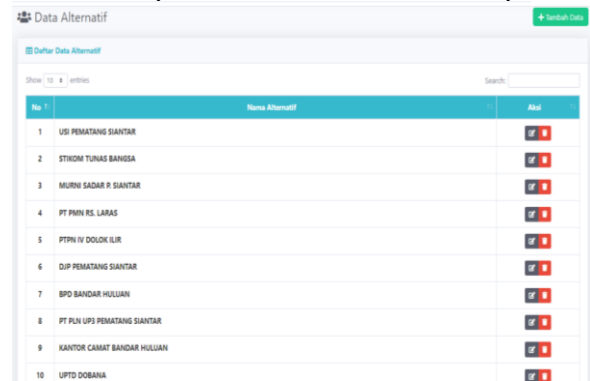 Data Alternatif
+ Tambah Data
Daftar Data Alternatif
Show 10 entries
Search:
No Nama Alternatif Aksi
1 USI PEMATANG SIANTAR
2 STIKOM TUNAS BANGSA
3 MURNI SADAR P. SIANTAR
4 PT PMN RS. LARAS
5 PTPN IV DOLOK ILIR
6 DJP PEMATANG SIANTAR
7 BPD BANDAR HULUAN
8 PT PLN UP3 PEMATANG SIANTAR
9 KANTOR CAMAT BANDAR HULUAN
10 UPTD DOBANA